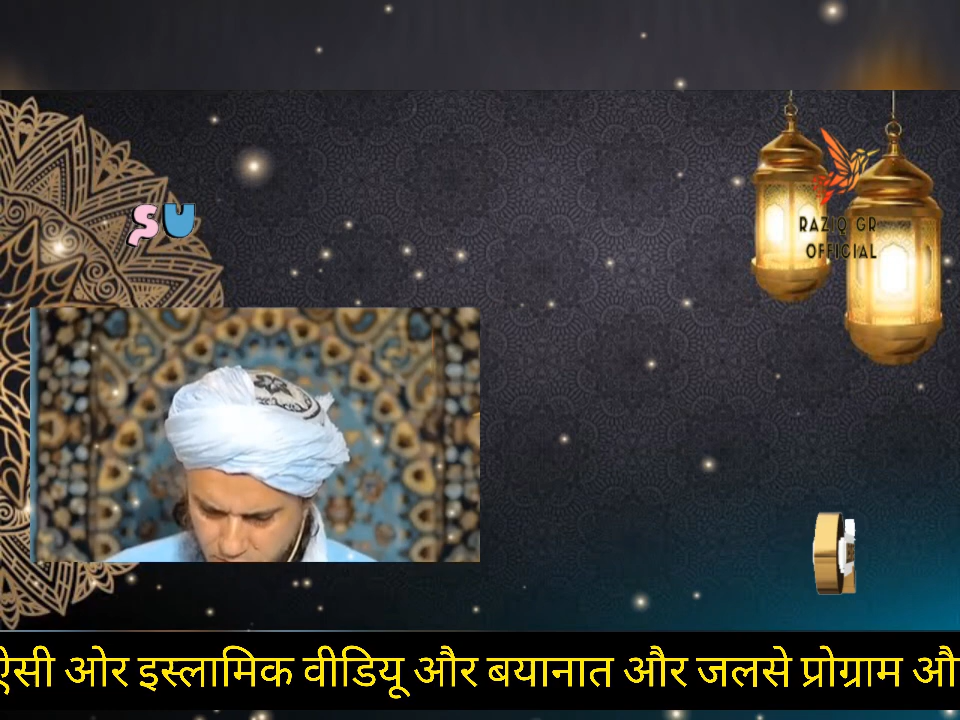 SU
RAZIQ GR
OFFICIAL
ऐसी ओर इस्लामिक वीडियू और बयानात और जलसे प्रोग्राम औ